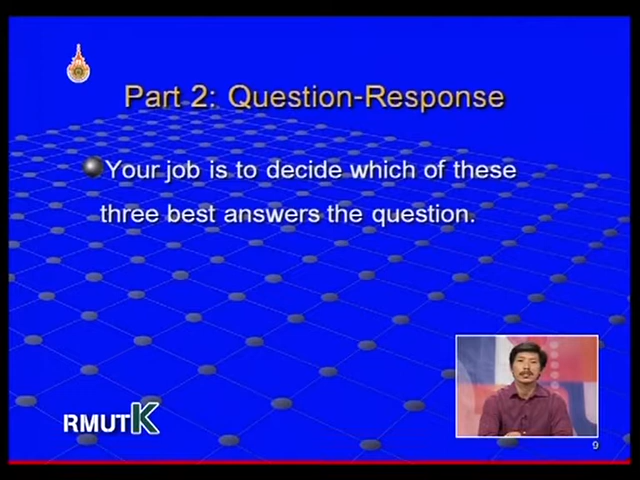 Part 2: Question-Response
Your job is to decide which of these
three best answers the question.
RMUTK
9